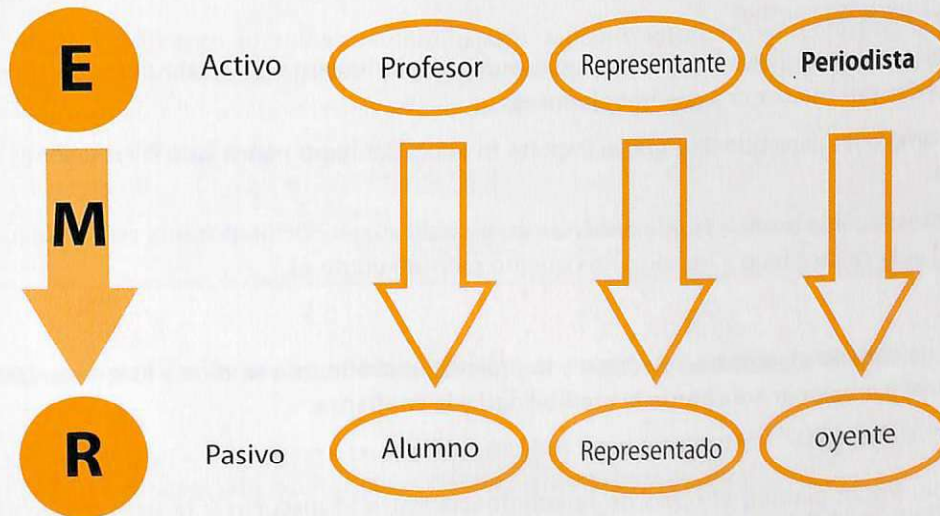 E Activo Profesor Representante .Periodista
M
R Pasivo Alumno Representado oyente